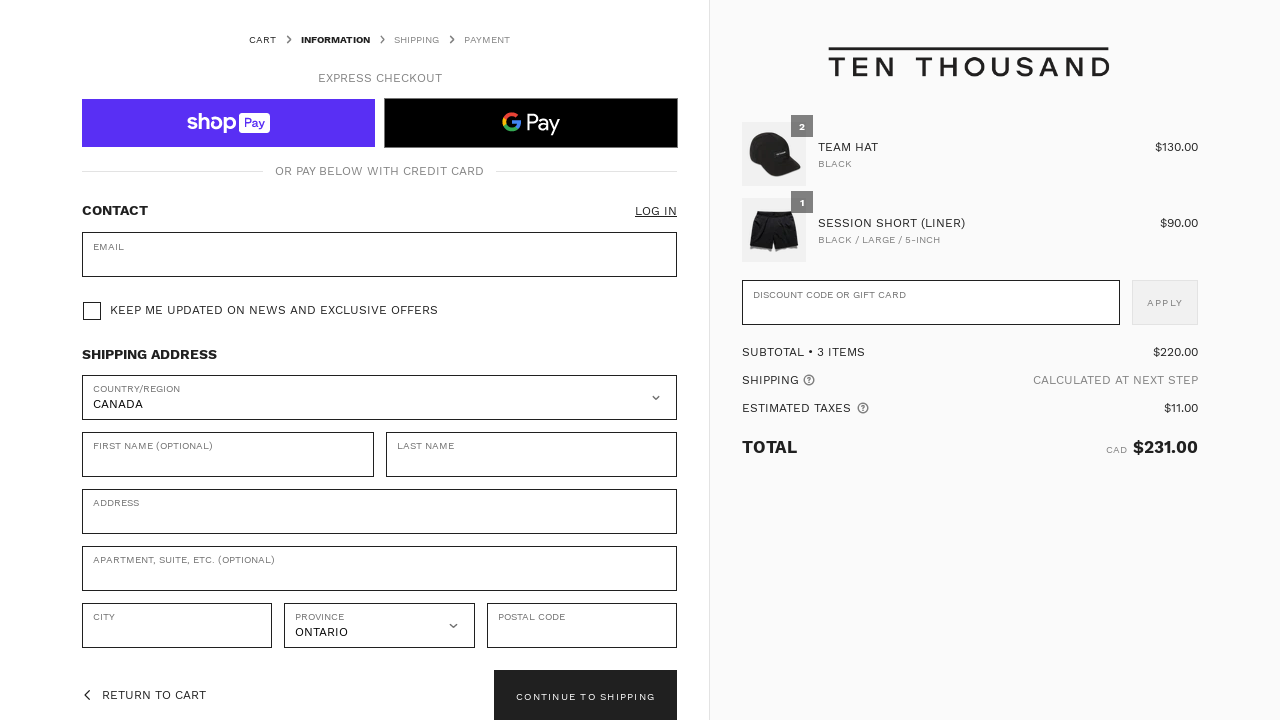 CART > INFORMATION > SHIPPING > PAYMENT
EXPRESS CHECKOUT
shop Pay
G Pay
OR PAY BELOW WITH CREDIT CARD
CONTACT
LOG IN
EMAIL
KEEP ME UPDATED ON NEWS AND EXCLUSIVE OFFERS
SHIPPING ADDRESS
COUNTRY/REGION
CANADA
FIRST NAME (OPTIONAL)
LAST NAME
ADDRESS
APARTMENT, SUITE, ETC. (OPTIONAL)
CITY
PROVINCE
ONTARIO
POSTAL CODE
RETURN TO CART
CONTINUE TO SHIPPING
TEN THOUSAND
2
TEAM HAT
$130.00
BLACK
1
SESSION SHORT (LINER)
$90.00
BLACK / LARGE / 5-INCH
DISCOUNT CODE OR GIFT CARD
APPLY
SUBTOTAL • 3 ITEMS
$220.00
SHIPPING ?
CALCULATED AT NEXT STEP
ESTIMATED TAXES ?
$11.00
TOTAL
CAD $231.00